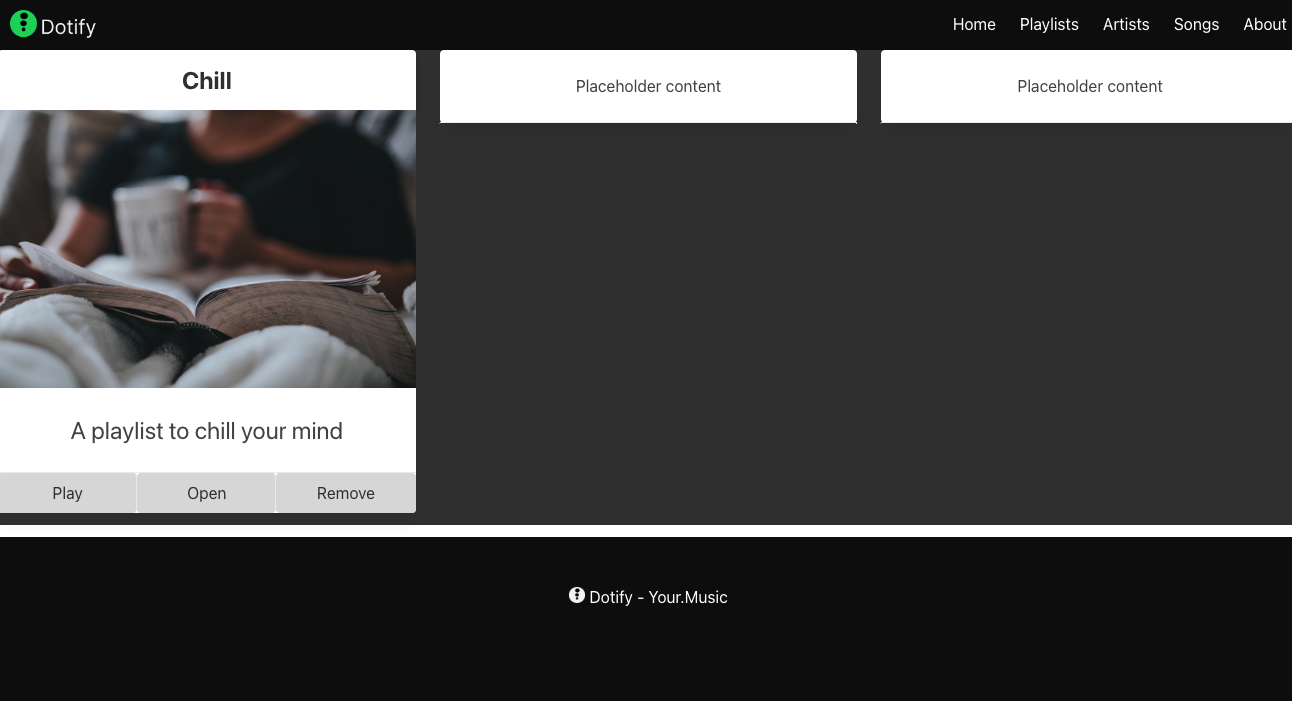 Dotify
Home Playlists Artists Songs About
Chill
Placeholder content
Placeholder content
A playlist to chill your mind
Play Open Remove
Dotify - Your.Music